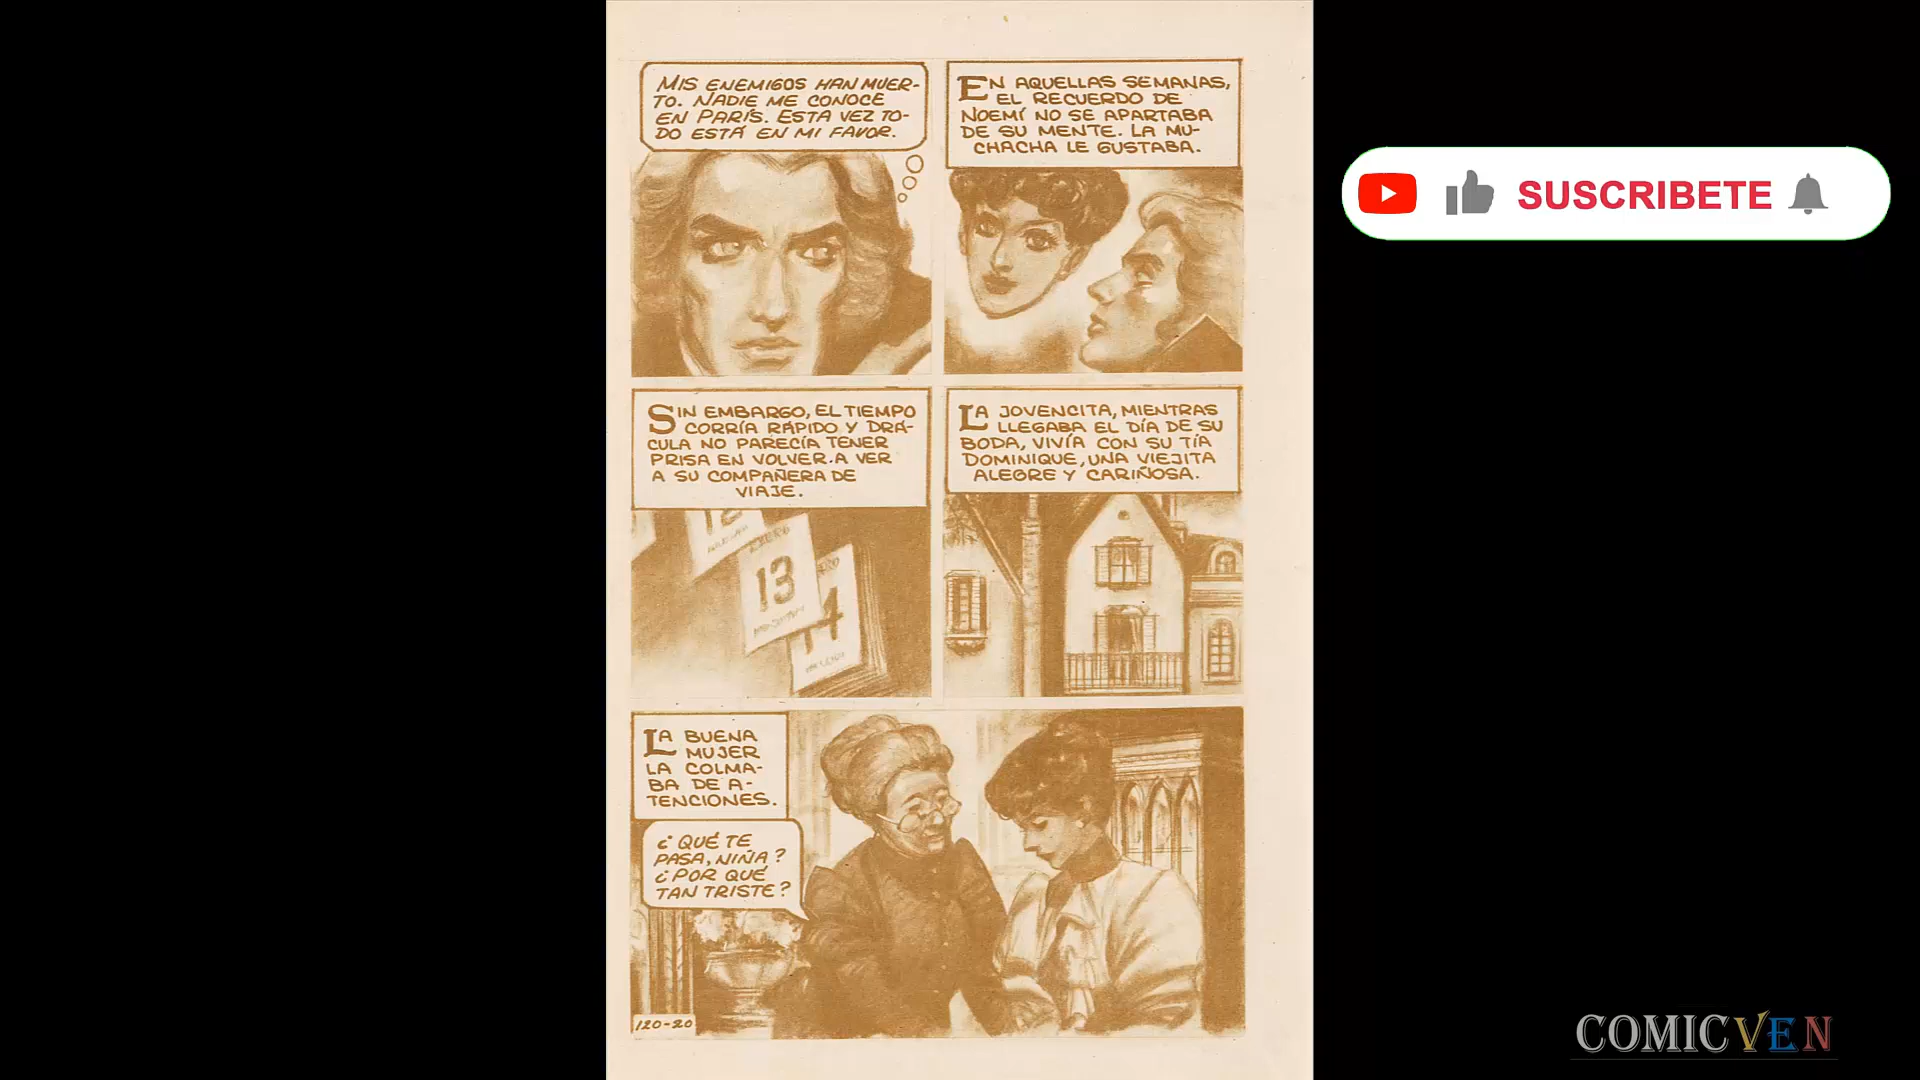 MIS ENEMIGOS HAN MUER-
TO. NADIE ME CONOCE
EN PARÍS. ESTA VEZ TO-
DO ESTÁ EN MI FAVOR.
EN AQUELLAS SEMANAS,
EL RECUERDO DE
NOEMÍ NO SE APARTABA
DE SU MENTE. LA MU-
CHACHA LE GUSTABA.
SUSCRIBETE
SIN EMBARGO, EL TIEMPO
CORRÍA RÁPIDO Y DRÁ-
CULA NO PARECÍA TENER
PRISA EN VOLVER.A VER
A SU COMPAÑERA DE
VIAJE.
LA JOVENCITA, MIENTRAS
LLEGABA EL DÍA DE SU
BODA, VIVÍA CON SU TÍA
DOMINIQUE, UNA VIEJITA
ALEGRE Y CARIÑOSA.
12
13
14
LA BUENA
MUJER
LA COLMA-
BA DE A-
TENCIONES.
¿QUÉ TE
PASA, NIÑA?
¿POR QUÉ
TAN TRISTE?
120-20
COMICVEN